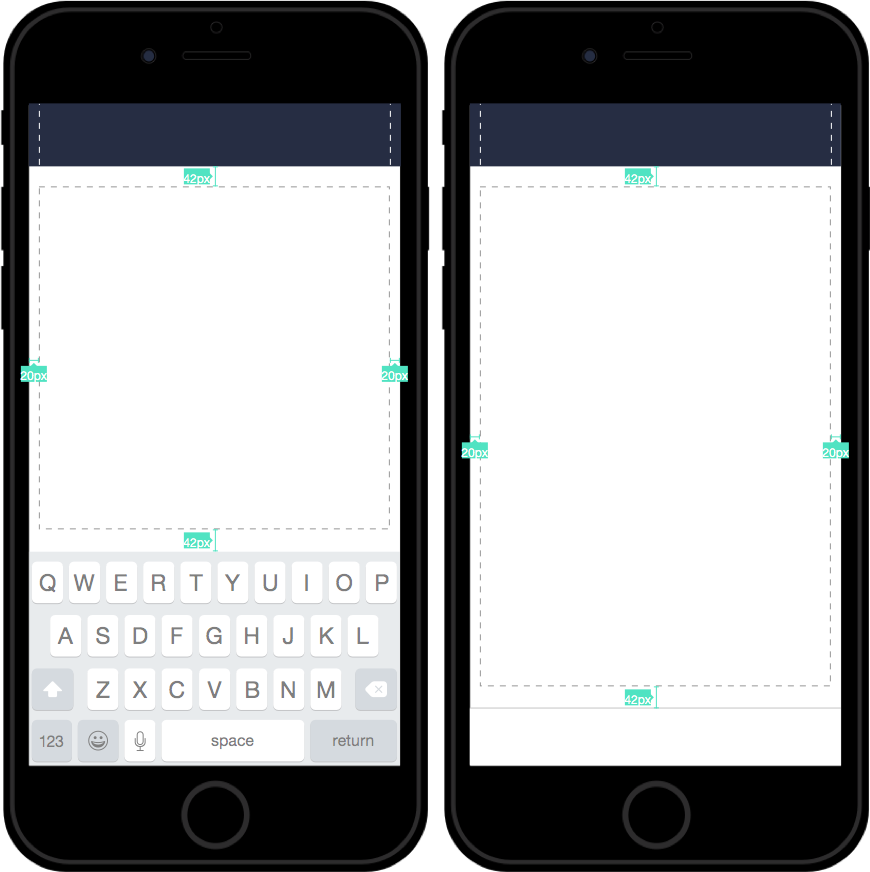 42px
42px
20px
20px
20px
20px
42px
Q W E R T Y U I O P
A S D F G H J K L
Z X C V B N M
42px
123
space
return